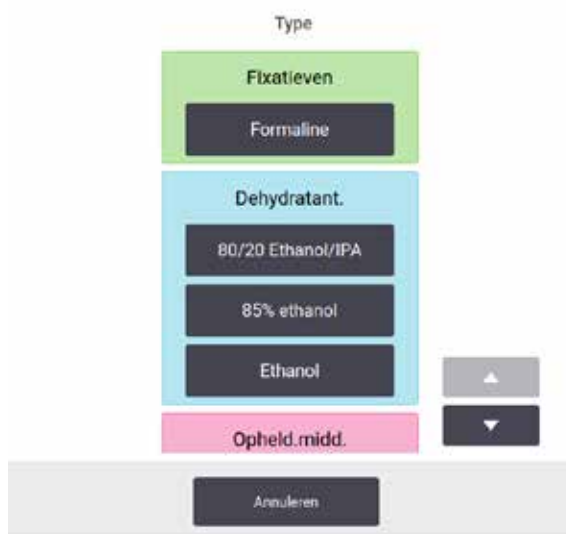 Type
Fixatieven
Formaline
Dehydratant.
80/20 Ethanol/IPA
85% ethanol
Ethanol
Opheld.midd.
Annuleren